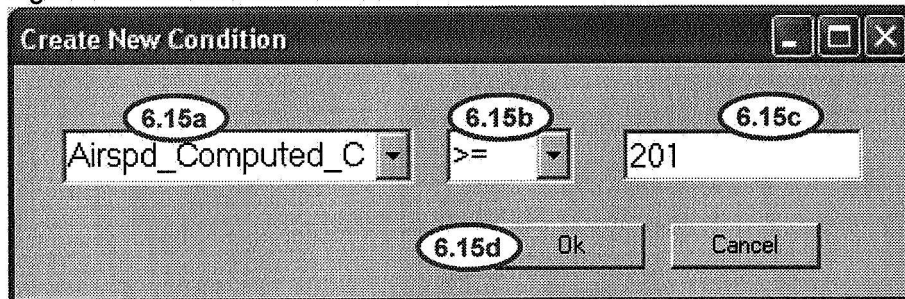 Create New Condition
6.15a 6.15b 6.15c
Airspd_Computed_C >= 201
6.15d Ok Cancel